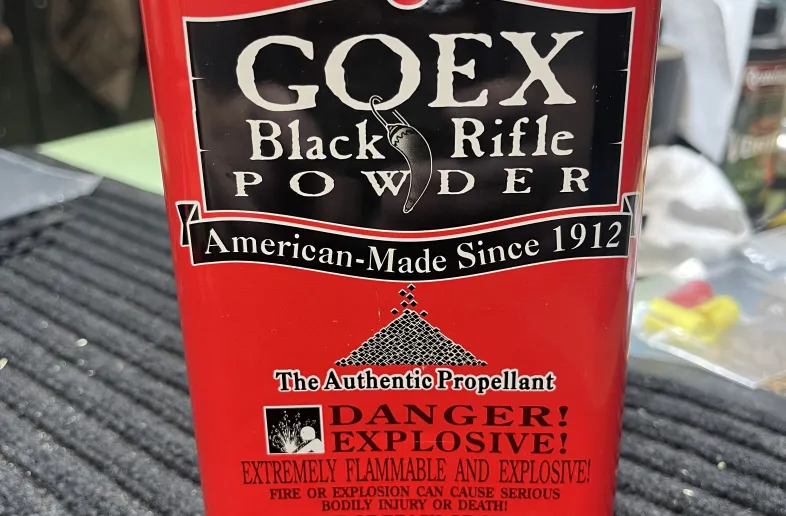 GOEX
Black Rifle
POWDER
American-Made Since 1912
The Authentic Propellant
DANGER!
EXPLOSIVE!
EXTREMELY FLAMMABLE AND EXPLOSIVE!
FIRE OR EXPLOSION CAN CAUSE SERIOUS
BODILY INJURY OR DEATH!